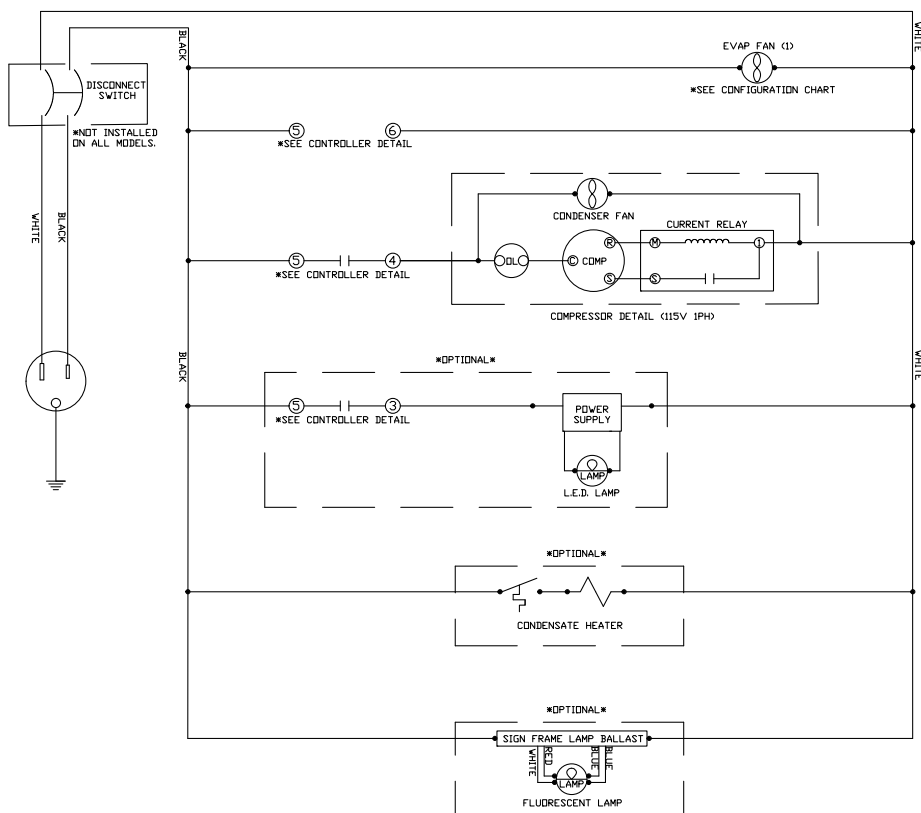 BLACK
WHITE
EVAP FAN (1)
*SEE CONFIGURATION CHART
DISCONNECT
SWITCH
*NOT INSTALLED
ON ALL MODELS.
5
6
*SEE CONTROLLER DETAIL
WHITE
BLACK
CONDENSER FAN
CURRENT RELAY
5
4
*SEE CONTROLLER DETAIL
OL
C COMP
R
S
M
S
1
COMPRESSOR DETAIL (115V 1PH)
BLACK
WHITE
*OPTIONAL*
5
3
*SEE CONTROLLER DETAIL
POWER
SUPPLY
LAMP
L.E.D. LAMP
*OPTIONAL*
CONDENSATE HEATER
*OPTIONAL*
SIGN FRAME LAMP BALLAST
WHITE
RED
BLUE
BLUE
LAMP
FLUORESCENT LAMP